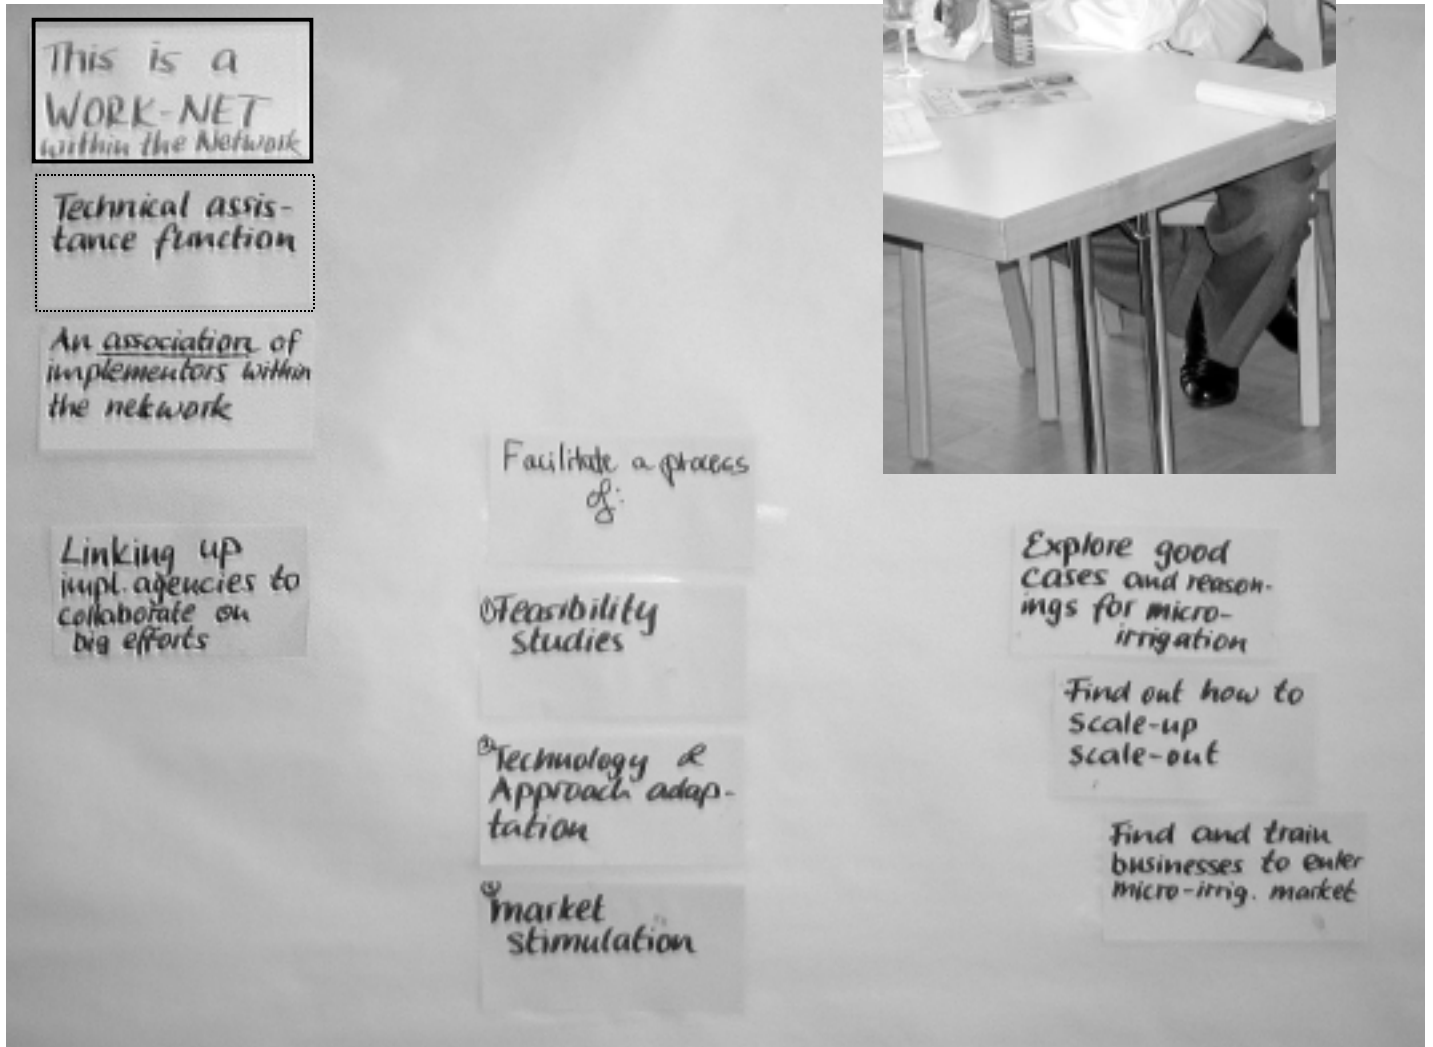 This is a
WORK-NET
within the Network
Technical assis-
tance function
An association of
implementors within
the network
Linking up
impl. agencies to
collaborate on
big efforts
Facilitate a process
of:
① Feasibility
studies
② Technology &
Approach adap-
tation
③ market
stimulation
Explore good
cases and reason-
ings for micro-
irrigation
Find out how to
scale-up
scale-out
Find and train
businesses to enter
micro-irrig. market